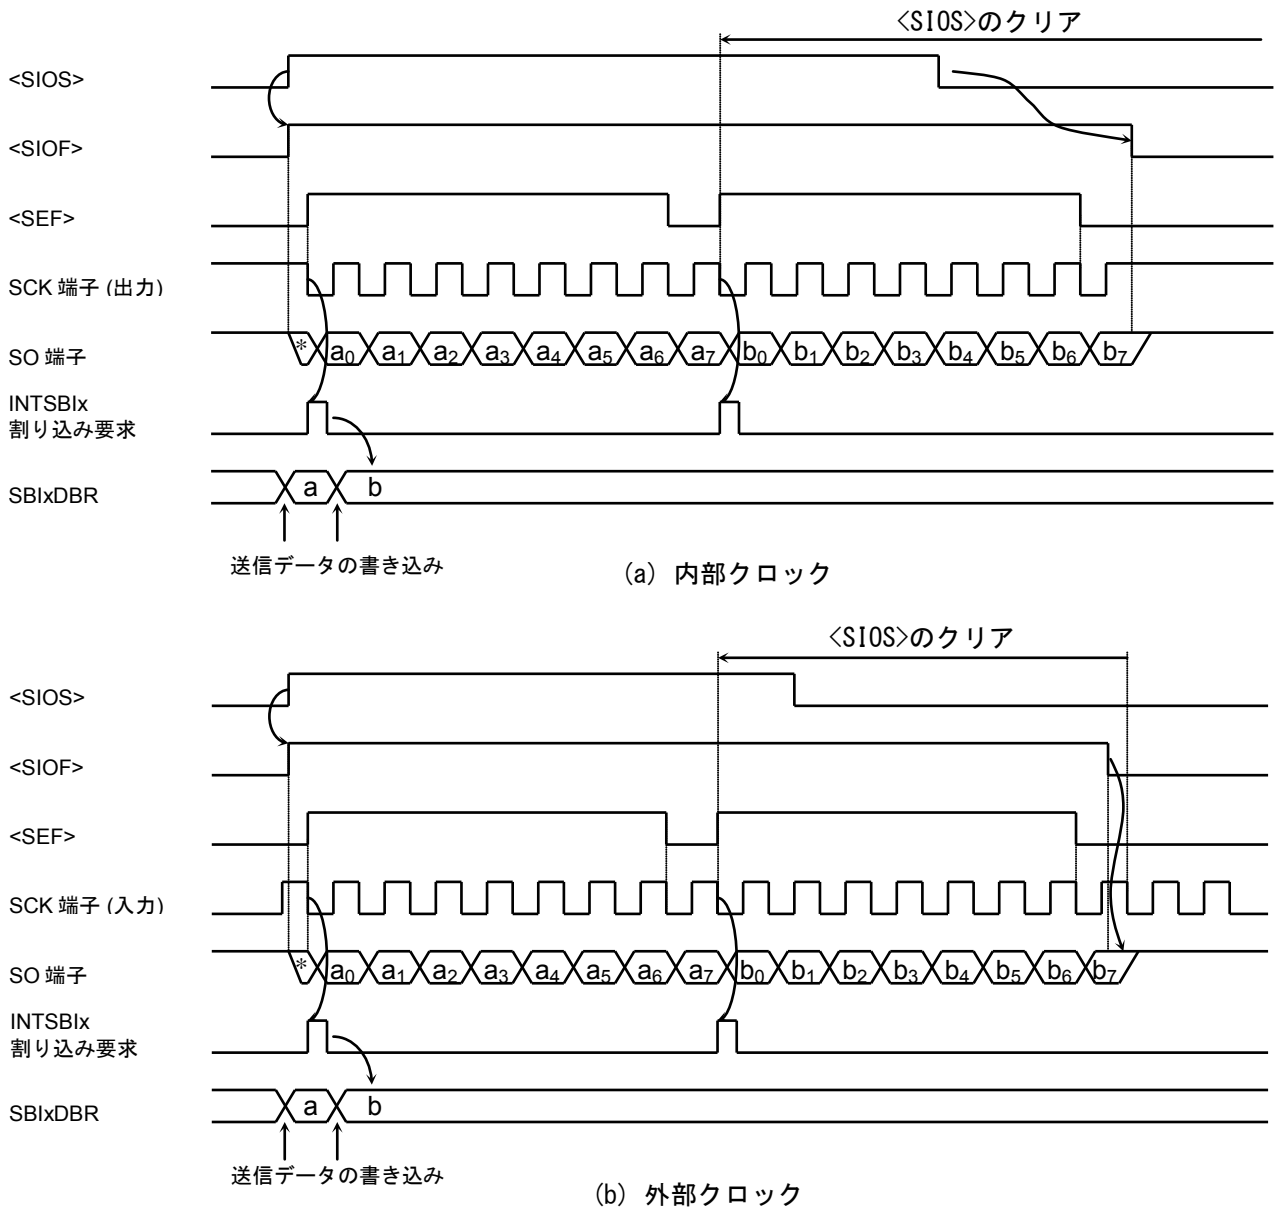 <SIOS>のクリア
<SIOS>
<SIOF>
<SEF>
SCK 端子 (出力)
SO 端子
* a0 a1 a2 a3 a4 a5 a6 a7 b0 b1 b2 b3 b4 b5 b6 b7
INTSBIx
割り込み要求
SBIxDBR
a b
送信データの書き込み
(a) 内部クロック
<SIOS>のクリア
<SIOS>
<SIOF>
<SEF>
SCK 端子 (入力)
SO 端子
* a0 a1 a2 a3 a4 a5 a6 a7 b0 b1 b2 b3 b4 b5 b6 b7
INTSBIx
割り込み要求
SBIxDBR
a b
送信データの書き込み
(b) 外部クロック